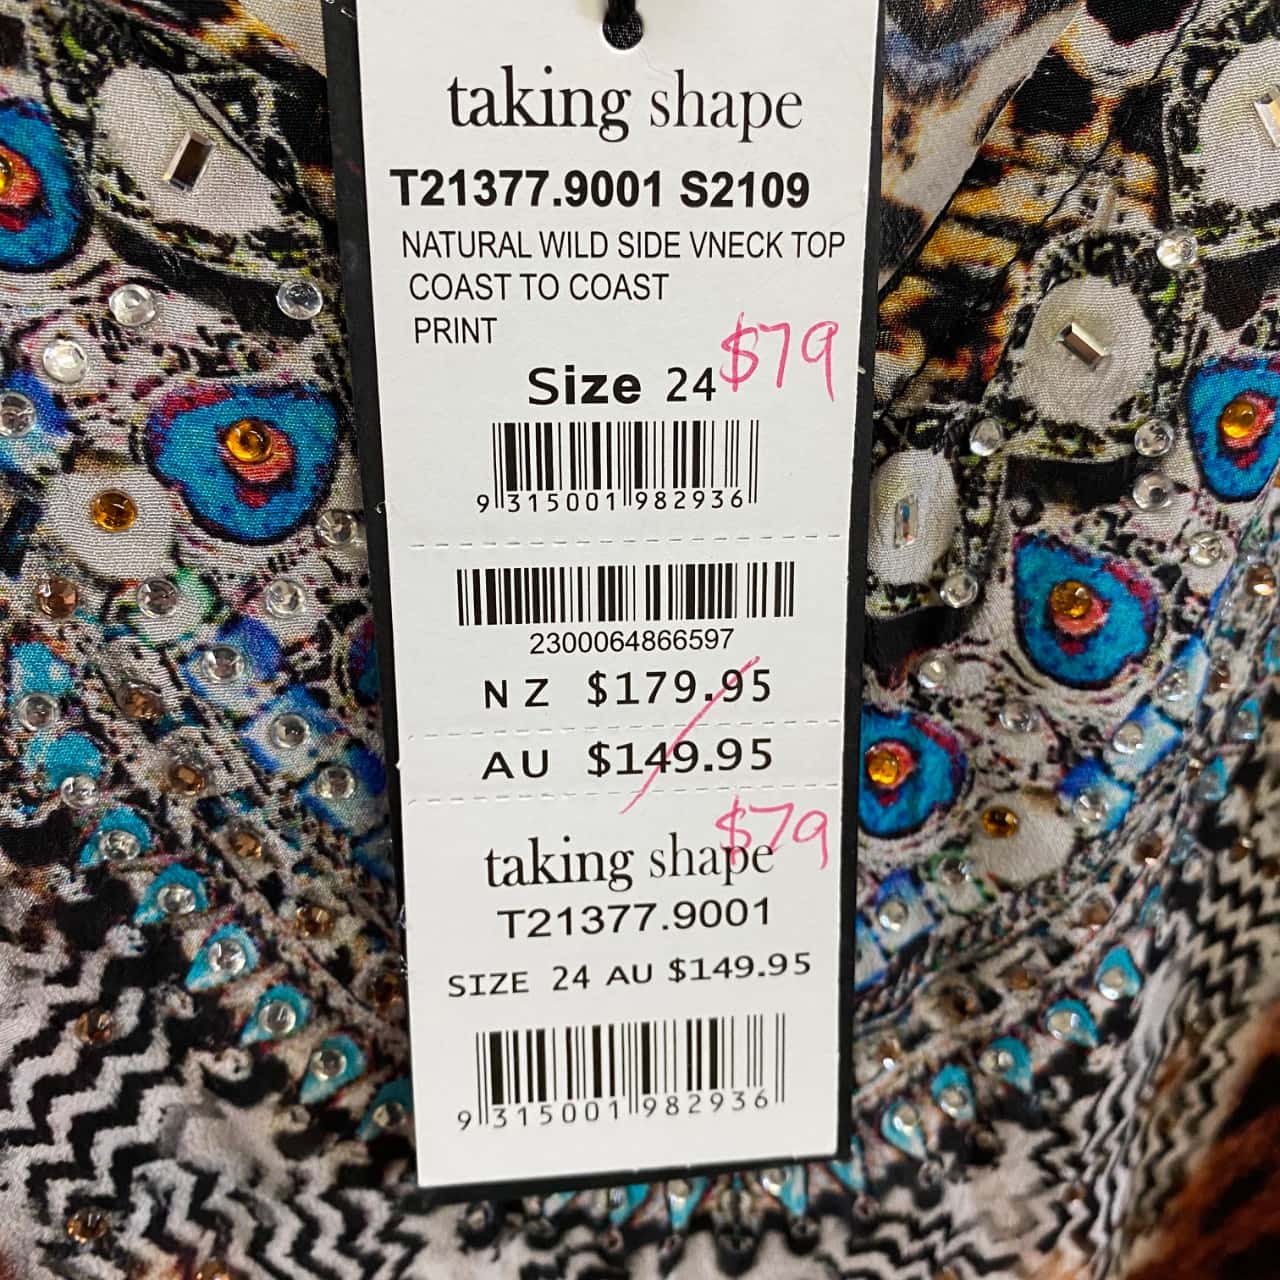 taking shape
T21377.9001 S2109
NATURAL WILD SIDE VNECK TOP
COAST TO COAST
PRINT
$79
Size 24
9 315001 982936
2300064866597
NZ $179.95
AU $149.95
$79
taking shape
T21377.9001
SIZE 24 AU $149.95
9 315001 982936